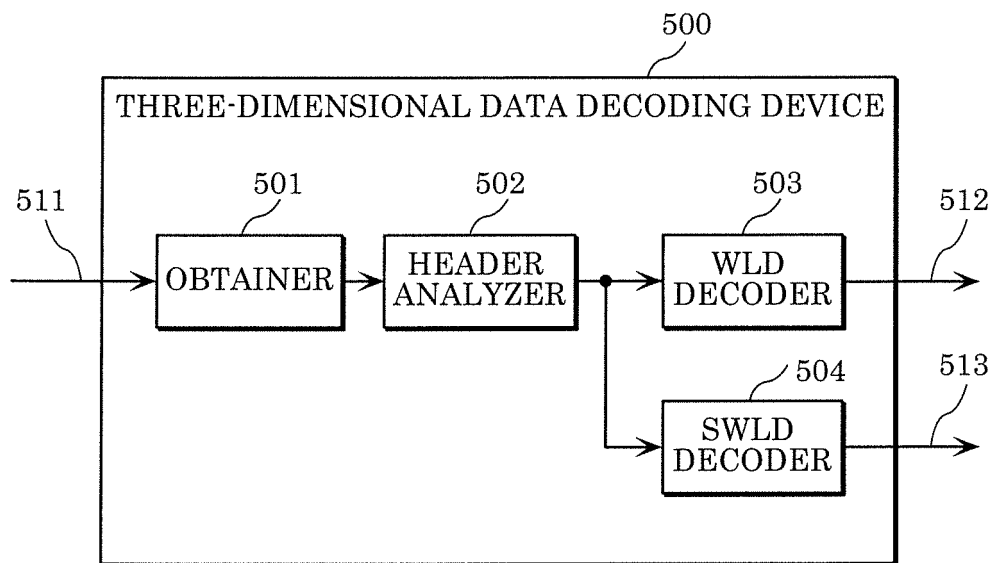 500
THREE-DIMENSIONAL DATA DECODING DEVICE
511
501
502
503
512
OBTAINER
HEADER
ANALYZER
WLD
DECODER
504
513
SWLD
DECODER